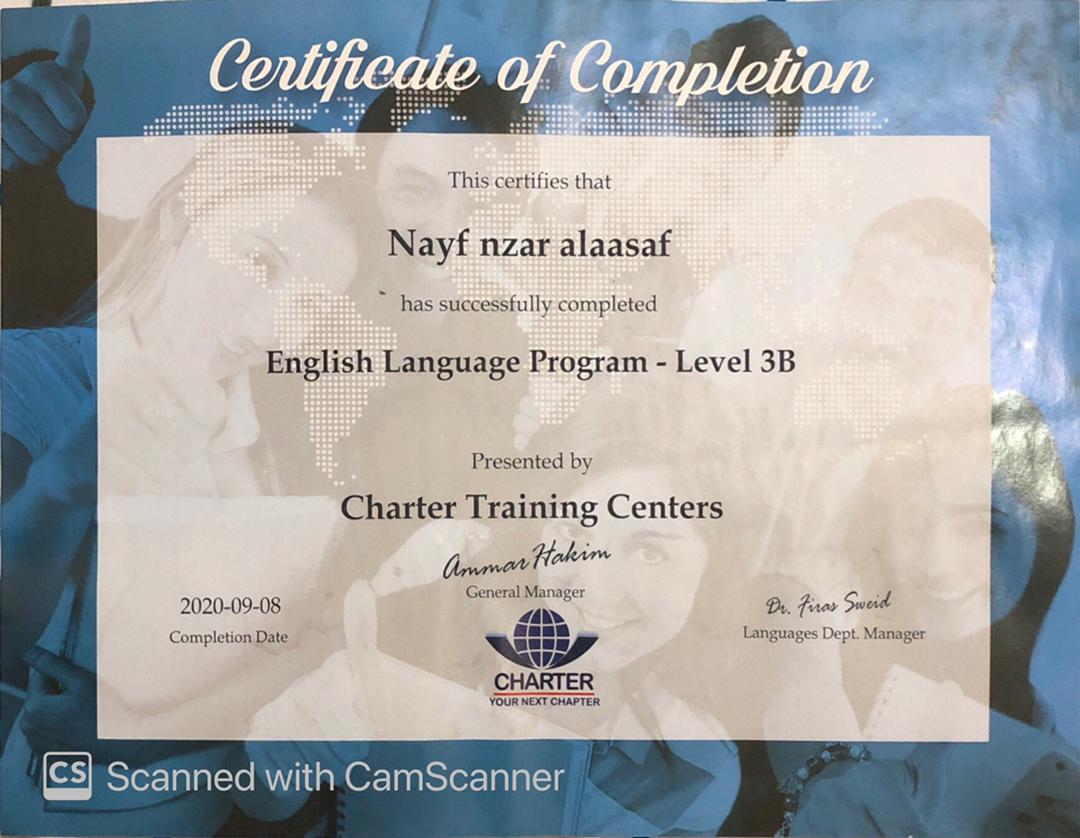 Certificate of Completion
This certifies that
Nayf nzar alaasaf
has successfully completed
English Language Program - Level 3B
Presented by
Charter Training Centers
Ammar Hakim
General Manager
2020-09-08
Completion Date
Dr. Firas Sweid
Languages Dept. Manager
CHARTER
YOUR NEXT CHAPTER
CS Scanned with CamScanner